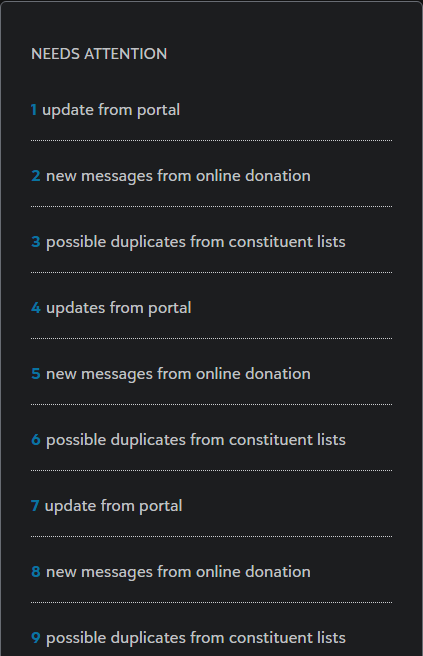 NEEDS ATTENTION
1 update from portal
2 new messages from online donation
3 possible duplicates from constituent lists
4 updates from portal
5 new messages from online donation
6 possible duplicates from constituent lists
7 update from portal
8 new messages from online donation
9 possible duplicates from constituent lists